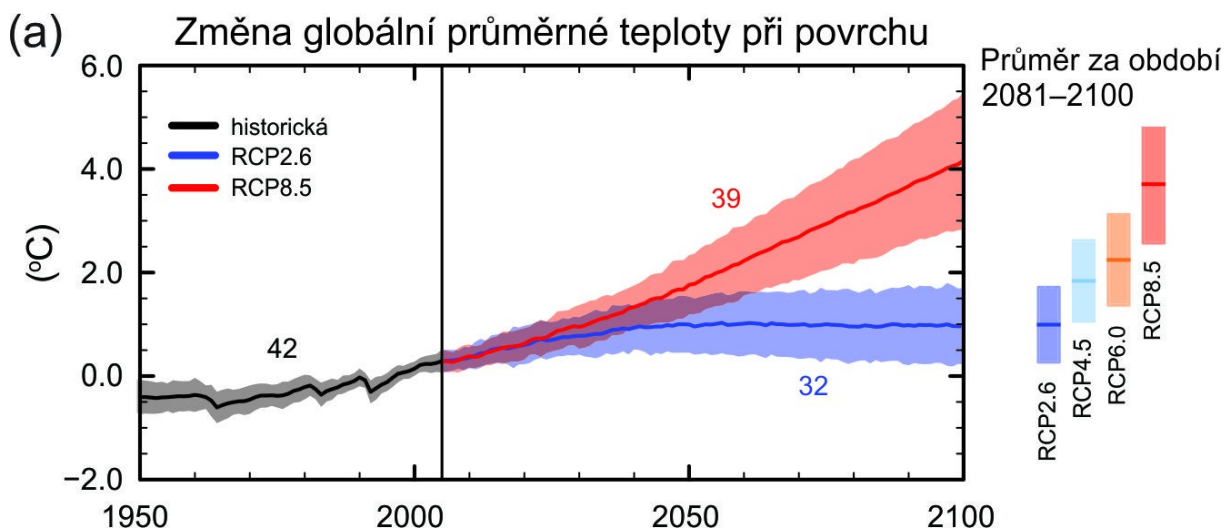 (a)
Změna globální průměrné teploty při povrchu
6.0
4.0
2.0
0.0
−2.0
(ºC)
historická
RCP2.6
RCP8.5
42
39
32
1950
2000
2050
2100
Průměr za období
2081–2100
RCP2.6
RCP4.5
RCP6.0
RCP8.5